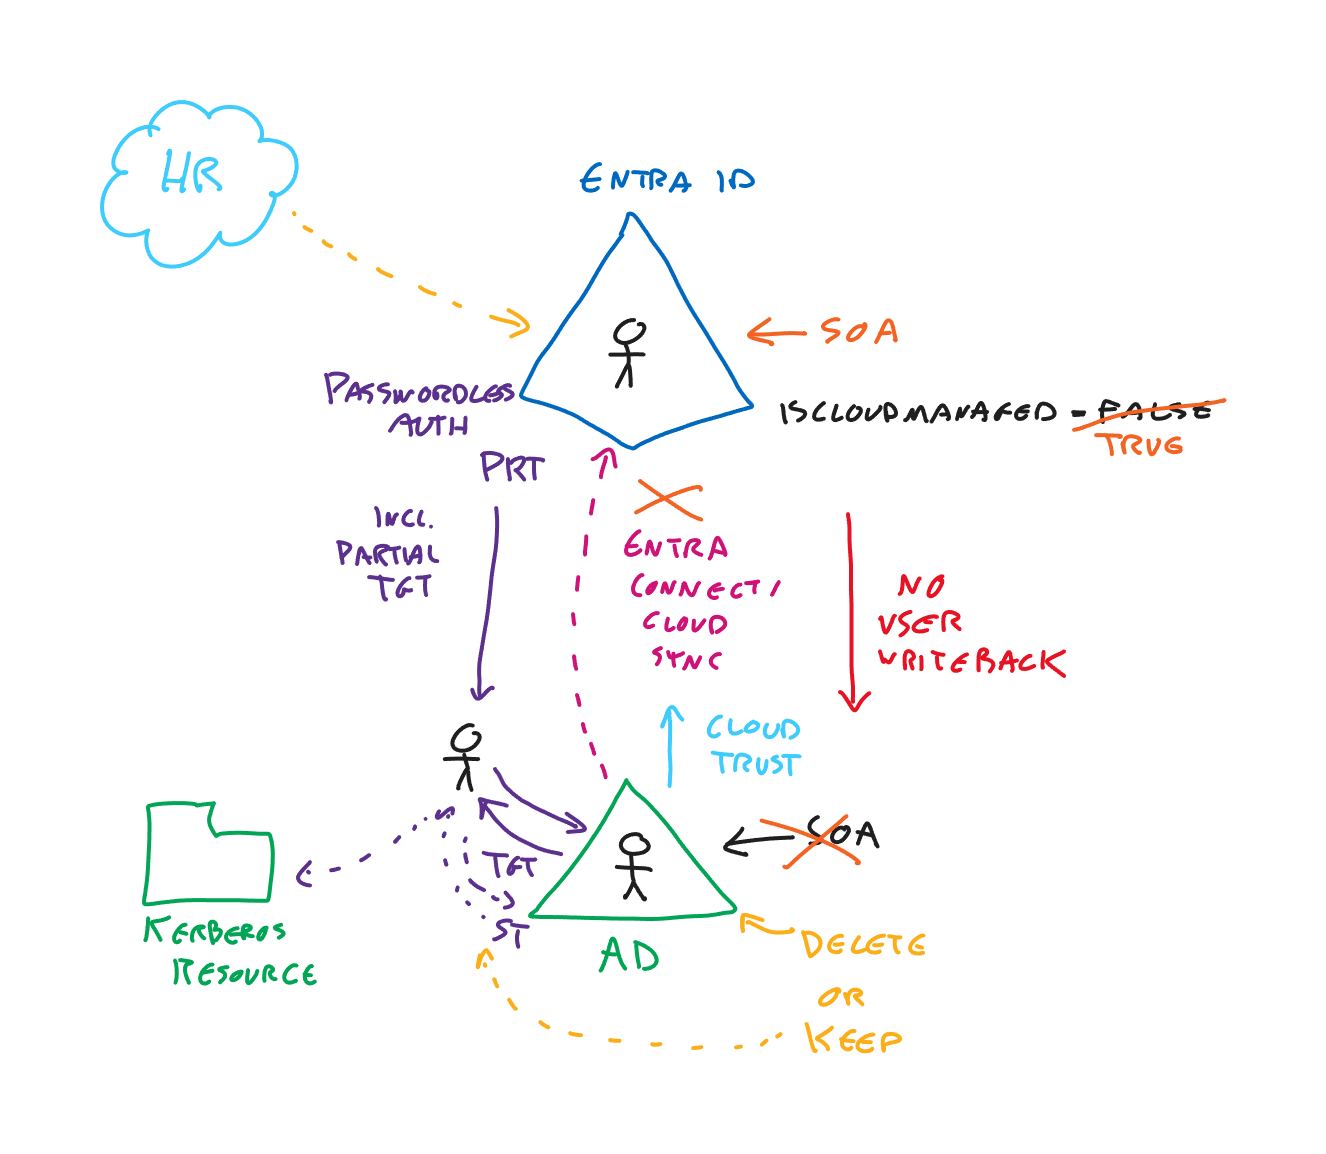 HR
ENTRA ID
SOA
PASSWORDLESS
AUTH
ISCLOUDMANAGED = FALSE
TRUE
PRT
INCL.
PARTIAL
TGT
ENTRA
CONNECT/
CLOUD
SYNC
NO
USER
WRITEBACK
CLOUD
TRUST
SOA
TGT
ST
KERBEROS
RESOURCE
AD
DELETE
OR
KEEP